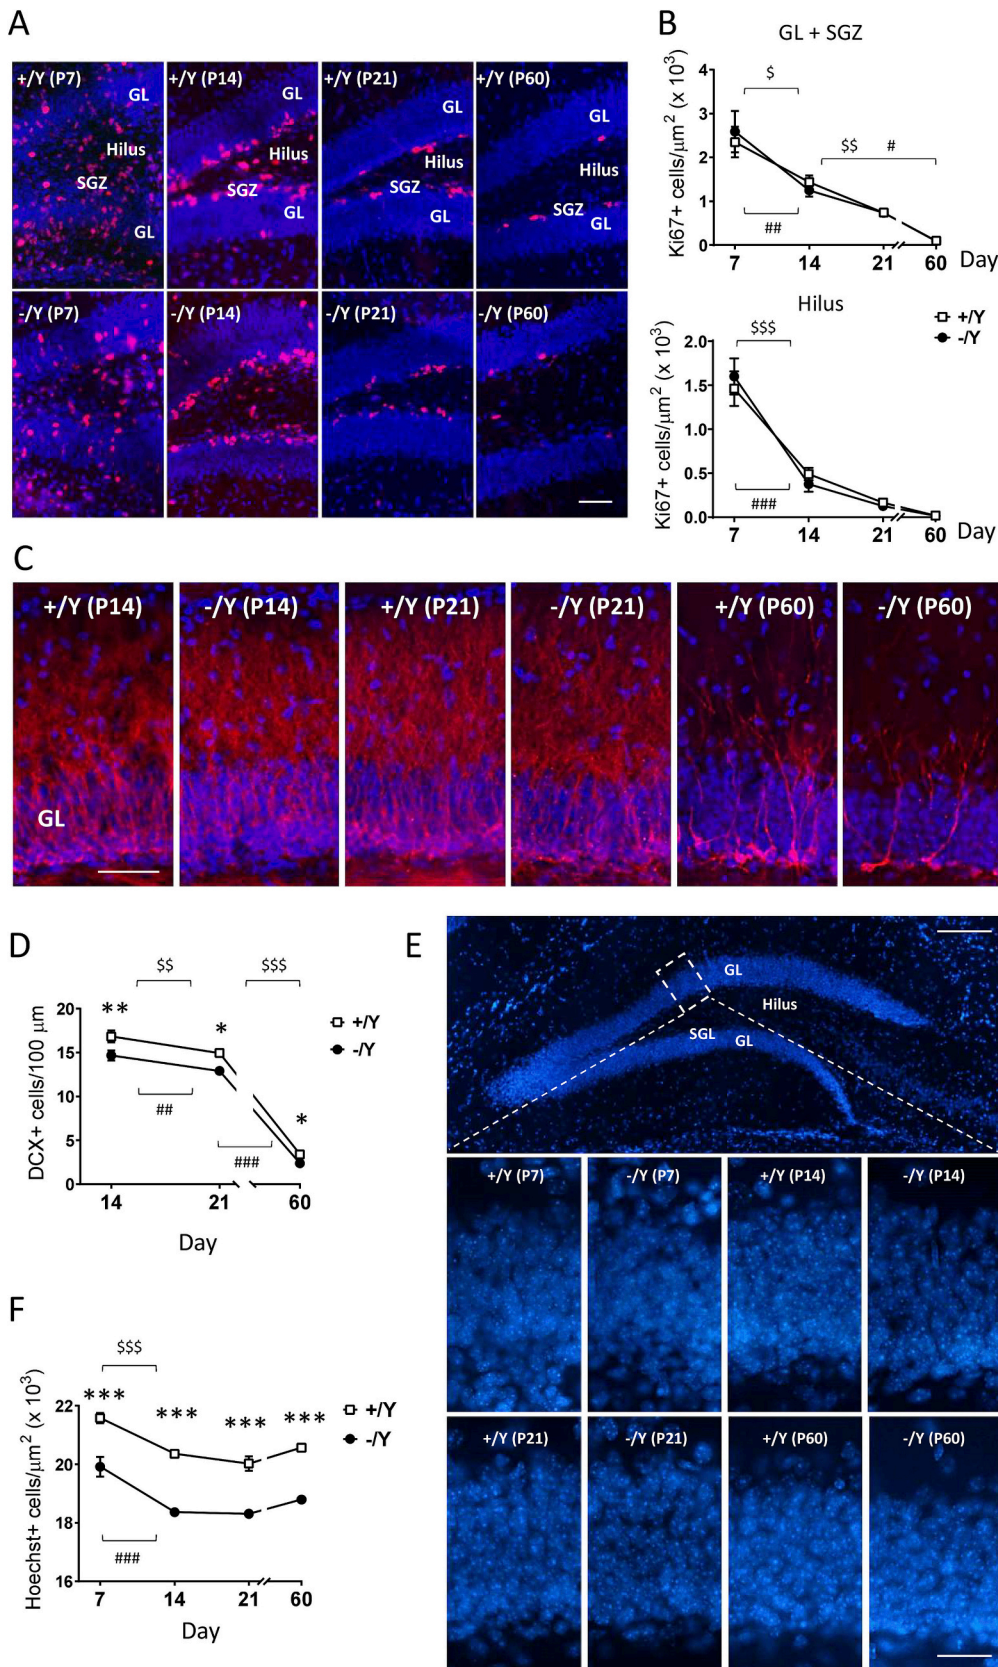 A
+/Y (P7)
GL
Hilus
SGZ
GL
+/Y (P14)
GL
Hilus
SGZ
GL
+/Y (P21)
GL
Hilus
SGZ
GL
+/Y (P60)
GL
Hilus
SGZ
GL
-/Y (P7)
-/Y (P14)
-/Y (P21)
-/Y (P60)
B
GL + SGZ
Ki67+ cells/μm² (x 10³)
4
3
2
1
0
$
$$ #
##
7 14 21 60 Day
Hilus
+/Y
-/Y
Ki67+ cells/μm² (x 10³)
2.0
1.5
1.0
0.5
0.0
$$$
###
7 14 21 60 Day
C
+/Y (P14)
-/Y (P14)
+/Y (P21)
-/Y (P21)
+/Y (P60)
-/Y (P60)
GL
D
$$ $$$
DCX+ cells/100 μm
20
15
10
5
0
** * *
+/Y
-/Y
##
###
14 21 60
Day
E
GL
Hilus
SGL
GL
+/Y (P7)
-/Y (P7)
+/Y (P14)
-/Y (P14)
+/Y (P21)
-/Y (P21)
+/Y (P60)
-/Y (P60)
F
$$$
Hoechst+ cells/μm² (x 10³)
22
20
18
16
*** *** *** ***
+/Y
-/Y
###
7 14 21 60
Day